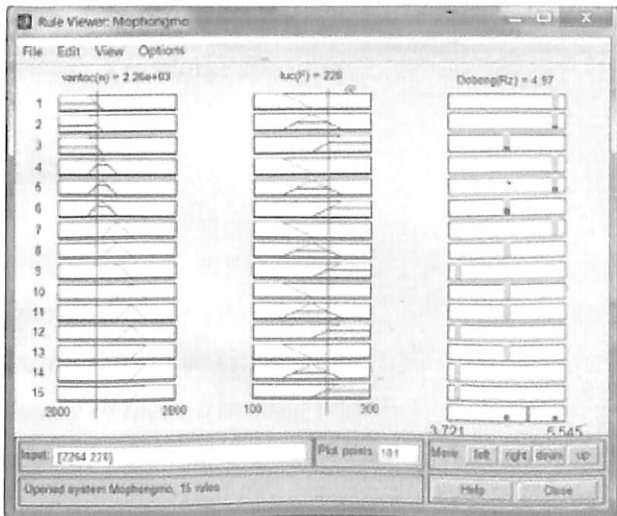 Rule Viewer: Mophongmo
File Edit View Options
vantoc(n) = 2.26e+03 luc(F) = 228 Dobong(Rz) = 4.97
1
2
3
4
5
6
7
8
9
10
11
12
13
14
15
2000 2800 100 300
3.721 5.545
Input: [2264 228] Plot points: 101 Move: left right down up
Opened system Mophongmo, 15 rules Help Close